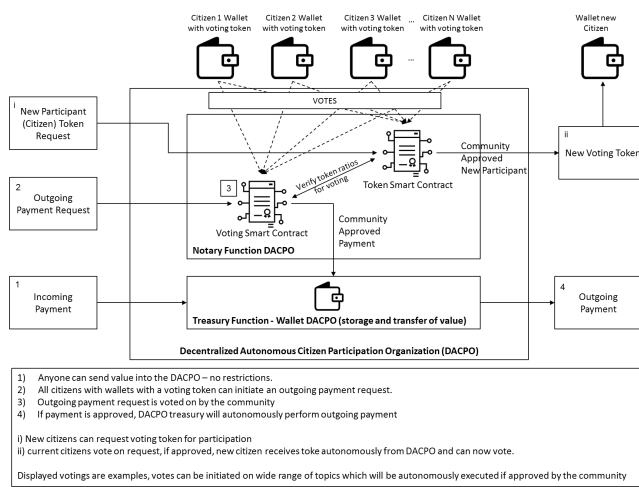 Citizen 1 Wallet
with voting token
Citizen 2 Wallet
with voting token
Citizen 3 Wallet
with voting token
...
Citizen N Wallet
with voting token
...
Wallet new
Citizen
VOTES
i
New Participant
(Citizen) Token
Request
ii
New Voting Token
Community
Approved
New Participant
Token Smart Contract
Verify token ratios
for voting
2
Outgoing
Payment Request
3
Voting Smart Contract
Community
Approved
Payment
Notary Function DACPO
1
Incoming
Payment
Treasury Function - Wallet DACPO (storage and transfer of value)
4
Outgoing
Payment
Decentralized Autonomous Citizen Participation Organization (DACPO)
1) Anyone can send value into the DACPO – no restrictions.
2) All citizens with wallets with a voting token can initiate an outgoing payment request.
3) Outgoing payment request is voted on by the community
4) If payment is approved, DACPO treasury will autonomously perform outgoing payment
i) New citizens can request voting token for participation
ii) current citizens vote on request, if approved, new citizen receives toke autonomously from DACPO and can now vote.
Displayed votings are examples, votes can be initiated on wide range of topics which will be autonomously executed if approved by the community